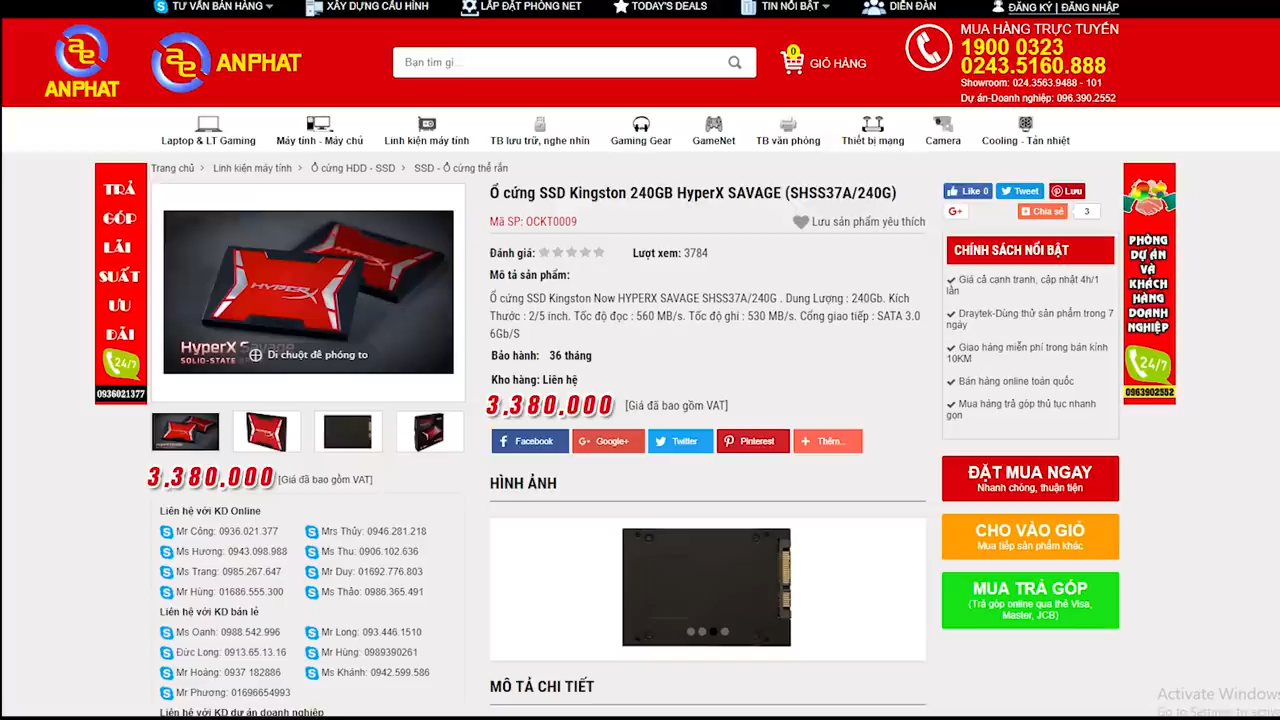 TƯ VẤN BÁN HÀNG
XÂY DỰNG CẤU HÌNH
LẮP ĐẶT PHÒNG NET
TODAY'S DEALS
TIN NỔI BẬT
DIỄN ĐÀN
ĐĂNG KÝ | ĐĂNG NHẬP
ANPHAT
ANPHAT
Bạn tìm gì...
0
GIỎ HÀNG
MUA HÀNG TRỰC TUYẾN
1900 0323
0243.5160.888
Showroom: 024.3563.9488 - 101
Dự án-Doanh nghiệp: 096.390.2552
Laptop & LT Gaming
Máy tính - Máy chủ
Linh kiện máy tính
TB lưu trữ, nghe nhìn
Gaming Gear
GameNet
TB văn phòng
Thiết bị mạng
Camera
Cooling - Tản nhiệt
Trang chủ > Linh kiện máy tính > Ổ cứng HDD - SSD > SSD - Ổ cứng thể rắn
TRẢ
GÓP
LÃI
SUẤT
ƯU
ĐÃI
24/7
0936021377
HYPERX
HyperX Savage
SOLID-STATE
Di chuột để phóng to
3.380.000 [Giá đã bao gồm VAT]
Liên hệ với KD Online
Mr Công: 0936.021.377
Mrs Thủy: 0946.281.218
Ms Hương: 0943.098.988
Ms Thu: 0906.102.636
Ms Trang: 0985.267.647
Mr Duy: 01692.776.803
Mr Hùng: 01686.555.300
Ms Thảo: 0986.365.491
Liên hệ với KD bán lẻ
Ms Oanh: 0988.542.996
Mr Long: 093.446.1510
Đức Long: 0913.65.13.16
Mr Hùng: 0989390261
Mr Hoàng: 0937 182886
Ms Khánh: 0942.599.586
Mr Phương: 01696654993
Liên hệ với KD dự án doanh nghiệp
Ổ cứng SSD Kingston 240GB HyperX SAVAGE (SHSS37A/240G)
Mã SP: OCKT0009
Lưu sản phẩm yêu thích
Đánh giá:
Lượt xem: 3784
Mô tả sản phẩm:
Ổ cứng SSD Kingston Now HYPERX SAVAGE SHSS37A/240G . Dung Lượng : 240Gb. Kích
Thước : 2/5 inch. Tốc độ đọc : 560 MB/s. Tốc độ ghi : 530 MB/s. Cổng giao tiếp : SATA 3.0
6Gb/S
Bảo hành: 36 tháng
Kho hàng: Liên hệ
3.380.000 [Giá đã bao gồm VAT]
Facebook
G+ Google+
Twitter
Pinterest
Thêm...
HÌNH ẢNH
MÔ TẢ CHI TIẾT
Like 0
Tweet
Lưu
G+
Chia sẻ
3
CHÍNH SÁCH NỔI BẬT
Giá cả cạnh tranh, cập nhật 4h/1
lần
Draytek-Dùng thử sản phẩm trong 7
ngày
Giao hàng miễn phí trong bán kính
10KM
Bán hàng online toàn quốc
Mua hàng trả góp thủ tục nhanh
gọn
ĐẶT MUA NGAY
Nhanh chóng, thuận tiện
CHO VÀO GIỎ
Mua tiếp sản phẩm khác
MUA TRẢ GÓP
(Trả góp online qua thẻ Visa,
Master, JCB)
PHÒNG
DỰ ÁN
VÀ
KHÁCH
HÀNG
DOANH
NGHIỆP
24/7
0963902552
Activate Windows
Go to Settings to activ